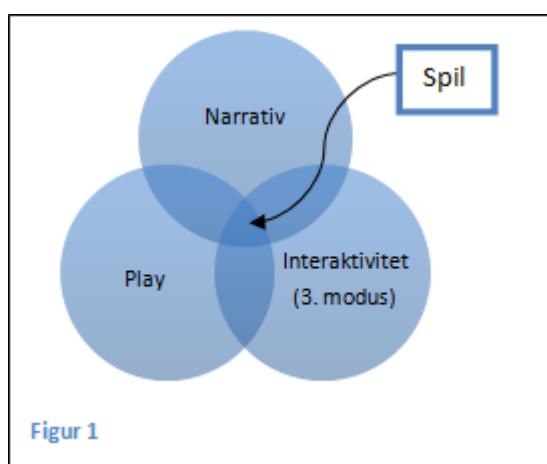 Spil
Narrativ
Play
Interaktivitet
(3. modus)
Figur 1